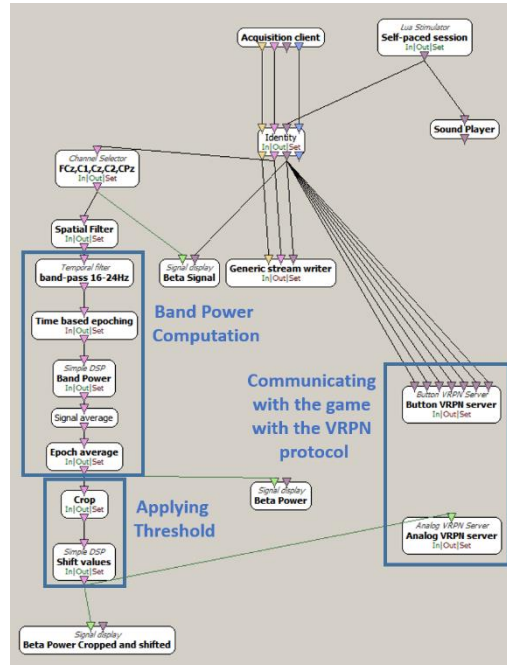 Acquisition client
Lua Stimulator
Self-paced session
In|Out|Set
Sound Player
Identity
In|Out|Set
Channel Selector
FCz,C1,Cz,C2,CPz
In|Out|Set
Spatial Filter
In|Out|Set
Temporal filter
band-pass 16-24Hz
In|Out|Set
Signal display
Beta Signal
Generic stream writer
In|Out|Set
Time based epoching
In|Out|Set
Band Power
Computation
Simple DSP
Band Power
In|Out|Set
Signal average
Epoch average
In|Out|Set
Communicating
with the game
with the VRPN
protocol
Button VRPN Server
Button VRPN server
In|Out|Set
Signal display
Beta Power
Crop
In|Out|Set
Applying
Threshold
Simple DSP
Shift values
In|Out|Set
Analog VRPN Server
Analog VRPN server
In|Out|Set
Signal display
Beta Power Cropped and shifted